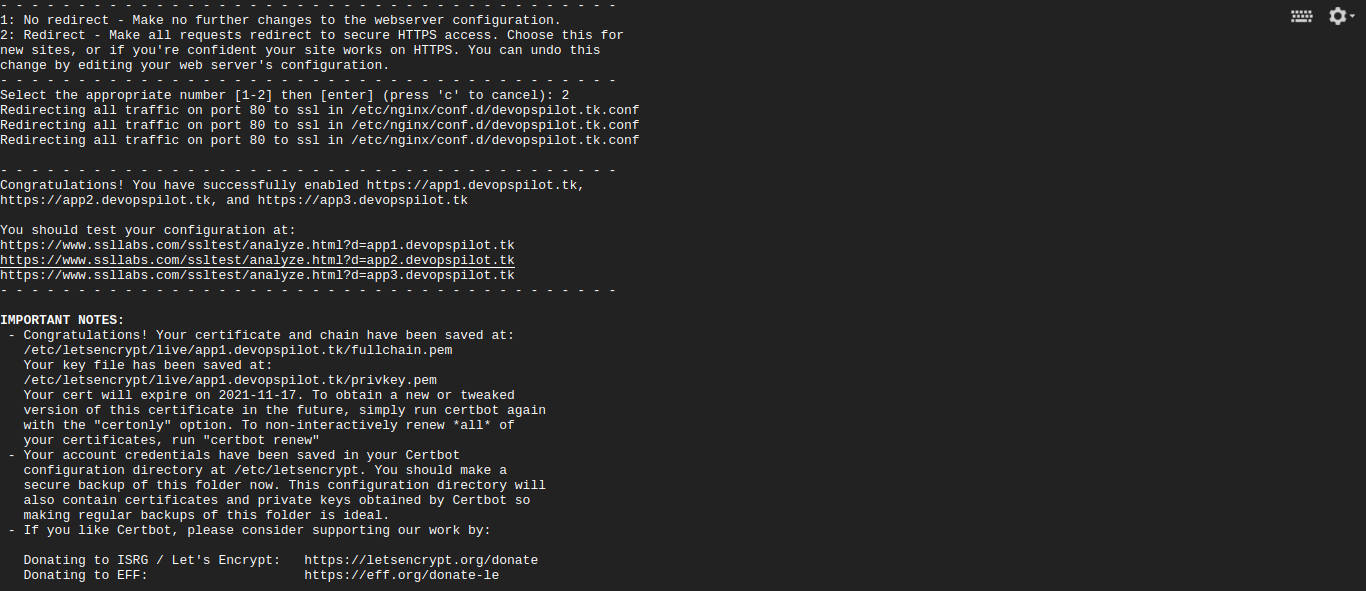 - - - - - - - - - - - - - - - - - - - - - - - - - - - - - - - - - - - - - - - -
1: No redirect - Make no further changes to the webserver configuration.
2: Redirect - Make all requests redirect to secure HTTPS access. Choose this for
new sites, or if you're confident your site works on HTTPS. You can undo this
change by editing your web server's configuration.
- - - - - - - - - - - - - - - - - - - - - - - - - - - - - - - - - - - - - - - -
Select the appropriate number [1-2] then [enter] (press 'c' to cancel): 2
Redirecting all traffic on port 80 to ssl in /etc/nginx/conf.d/devopspilot.tk.conf
Redirecting all traffic on port 80 to ssl in /etc/nginx/conf.d/devopspilot.tk.conf
Redirecting all traffic on port 80 to ssl in /etc/nginx/conf.d/devopspilot.tk.conf
- - - - - - - - - - - - - - - - - - - - - - - - - - - - - - - - - - - - - - - -
Congratulations! You have successfully enabled https://app1.devopspilot.tk,
https://app2.devopspilot.tk, and https://app3.devopspilot.tk
You should test your configuration at:
https://www.ssllabs.com/ssltest/analyze.html?d=app1.devopspilot.tk
https://www.ssllabs.com/ssltest/analyze.html?d=app2.devopspilot.tk
https://www.ssllabs.com/ssltest/analyze.html?d=app3.devopspilot.tk
- - - - - - - - - - - - - - - - - - - - - - - - - - - - - - - - - - - - - - - -
IMPORTANT NOTES:
- Congratulations! Your certificate and chain have been saved at:
/etc/letsencrypt/live/app1.devopspilot.tk/fullchain.pem
Your key file has been saved at:
/etc/letsencrypt/live/app1.devopspilot.tk/privkey.pem
Your cert will expire on 2021-11-17. To obtain a new or tweaked
version of this certificate in the future, simply run certbot again
with the "certonly" option. To non-interactively renew *all* of
your certificates, run "certbot renew"
- Your account credentials have been saved in your Certbot
configuration directory at /etc/letsencrypt. You should make a
secure backup of this folder now. This configuration directory will
also contain certificates and private keys obtained by Certbot so
making regular backups of this folder is ideal.
- If you like Certbot, please consider supporting our work by:
Donating to ISRG / Let's Encrypt:   https://letsencrypt.org/donate
Donating to EFF:                    https://eff.org/donate-le